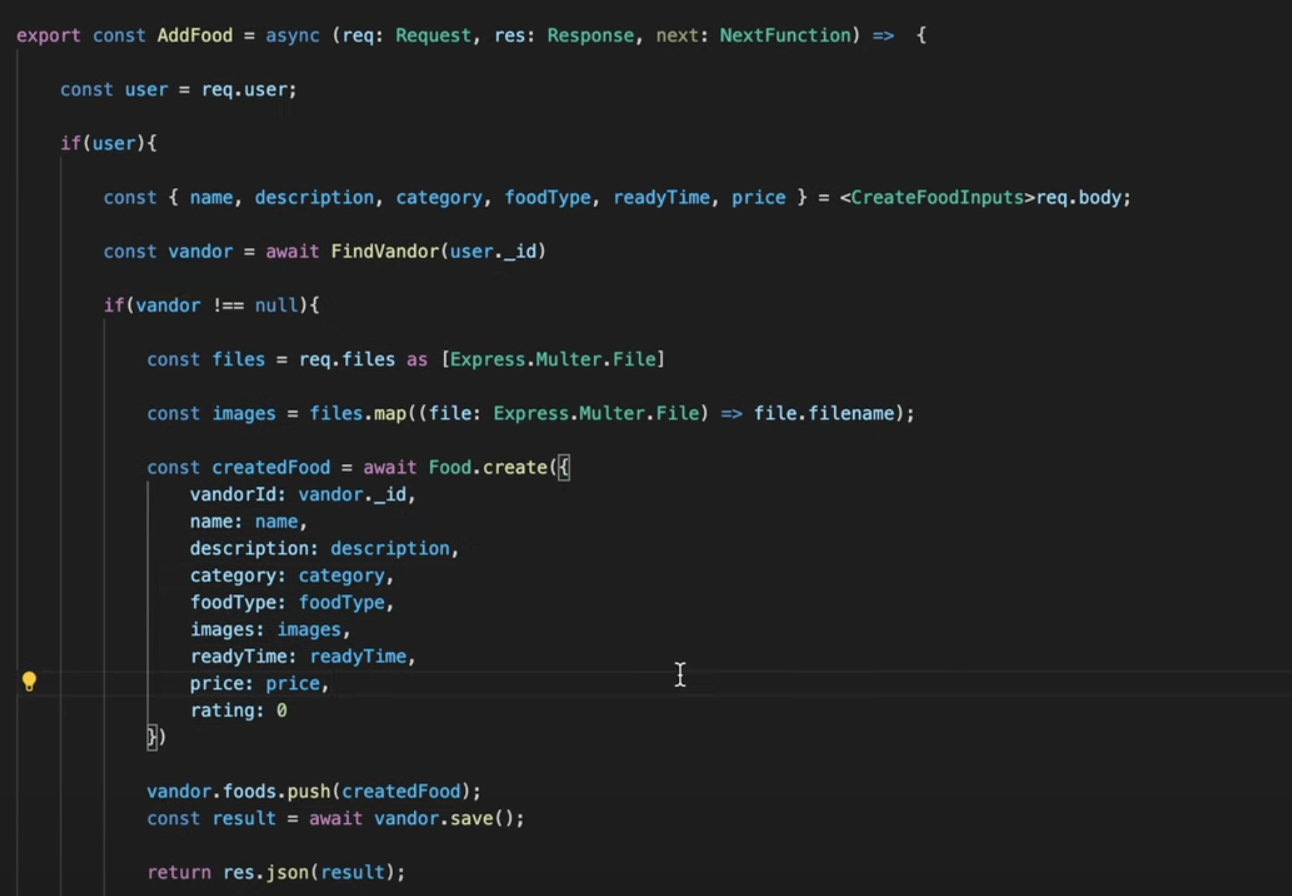 export const AddFood = async (req: Request, res: Response, next: NextFunction) => {
const user = req.user;
if(user){
const { name, description, category, foodType, readyTime, price } = <CreateFoodInputs>req.body;
const vandor = await FindVandor(user._id)
if(vandor !== null){
const files = req.files as [Express.Multer.File]
const images = files.map((file: Express.Multer.File) => file.filename);
const createdFood = await Food.create({
vandorId: vandor._id,
name: name,
description: description,
category: category,
foodType: foodType,
images: images,
readyTime: readyTime,
price: price,
rating: 0
})
vandor.foods.push(createdFood);
const result = await vandor.save();
return res.json(result);